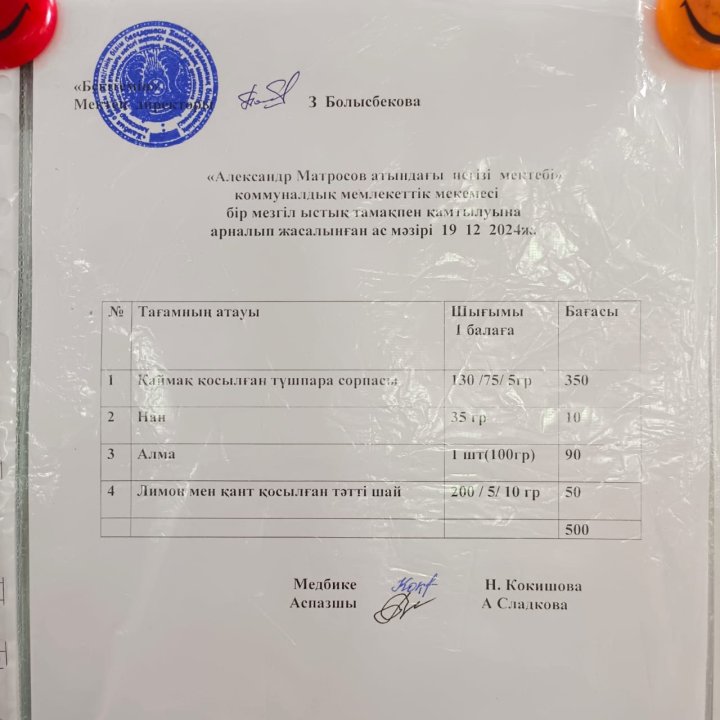 «Бекітемін»
Мектеп директоры З Болысбекова
«Александр Матросов атындағы негізі мектебі»
коммуналдық мемлекеттік мекемесі
бір мезгіл ыстық тамақпен қамтылуына
арналып жасалынған ас мәзірі 19 12 2024ж.
№ Тағамның атауы Шығымы Бағасы
1 балаға
1 Қаймақ қосылған тұшпара сорпасы 130 /75/ 5гр 350
2 Нан 35 гр 10
3 Алма 1 шт(100гр) 90
4 Лимон мен қант қосылған тәтті шай 200 / 5/ 10 гр 50
500
Медбике Н. Кокишова
Аспазшы А Сладкова